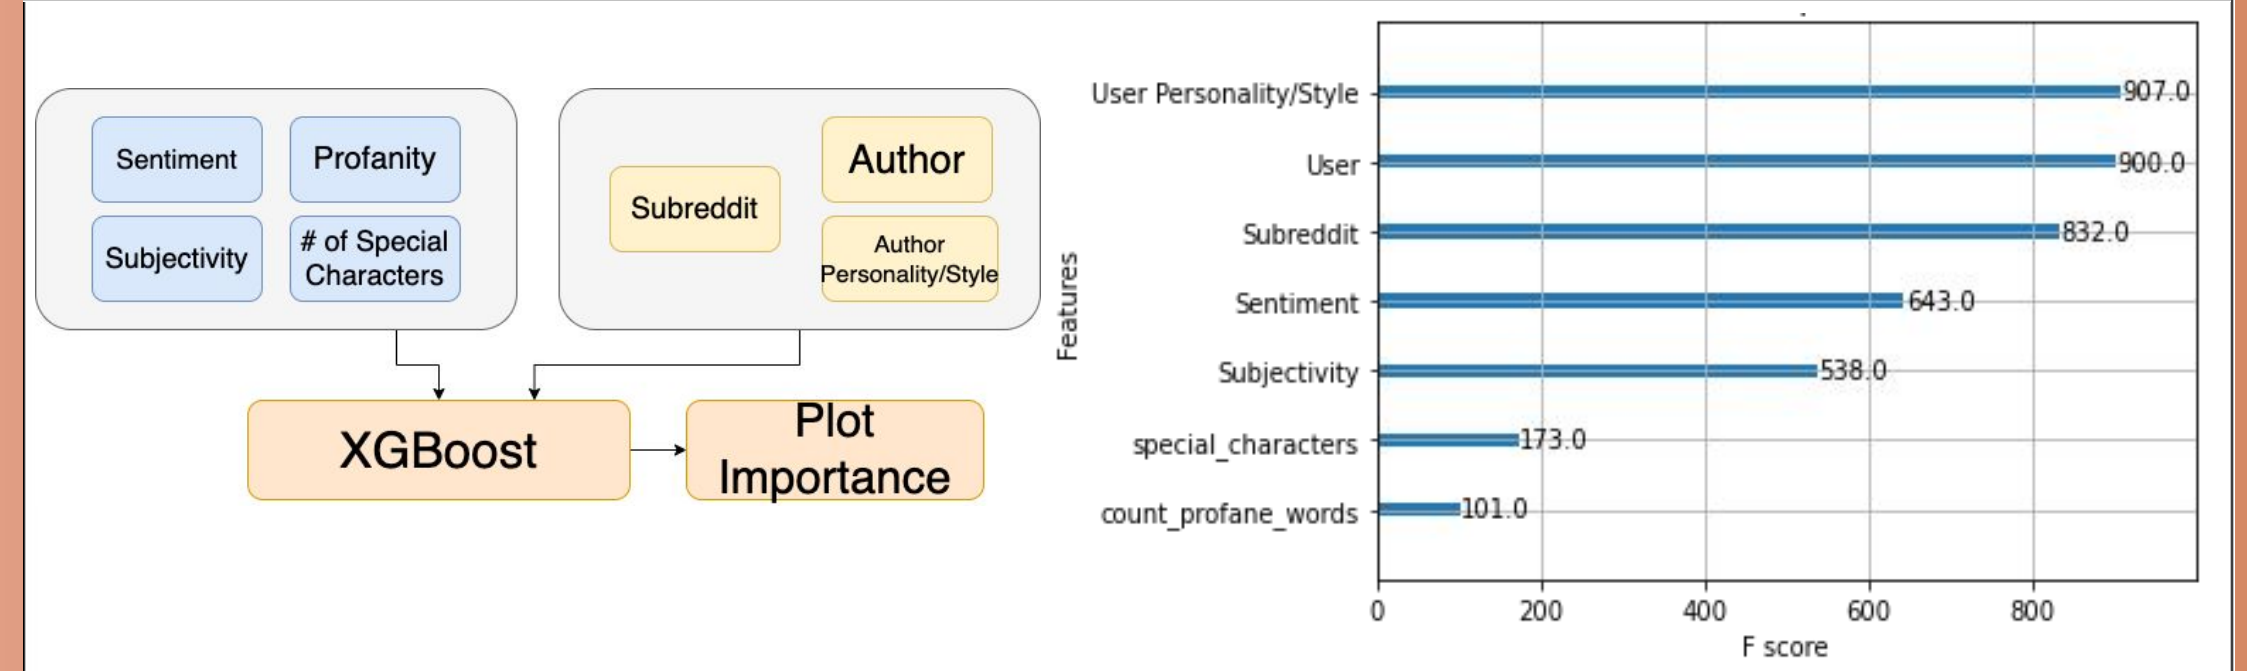 Sentiment
Profanity
Subjectivity
# of Special
Characters
Subreddit
Author
Author
Personality/Style
XGBoost
Plot
Importance
Features
User Personality/Style
907.0
User
900.0
Subreddit
832.0
Sentiment
643.0
Subjectivity
538.0
special_characters
173.0
count_profane_words
101.0
0
200
400
600
800
F score